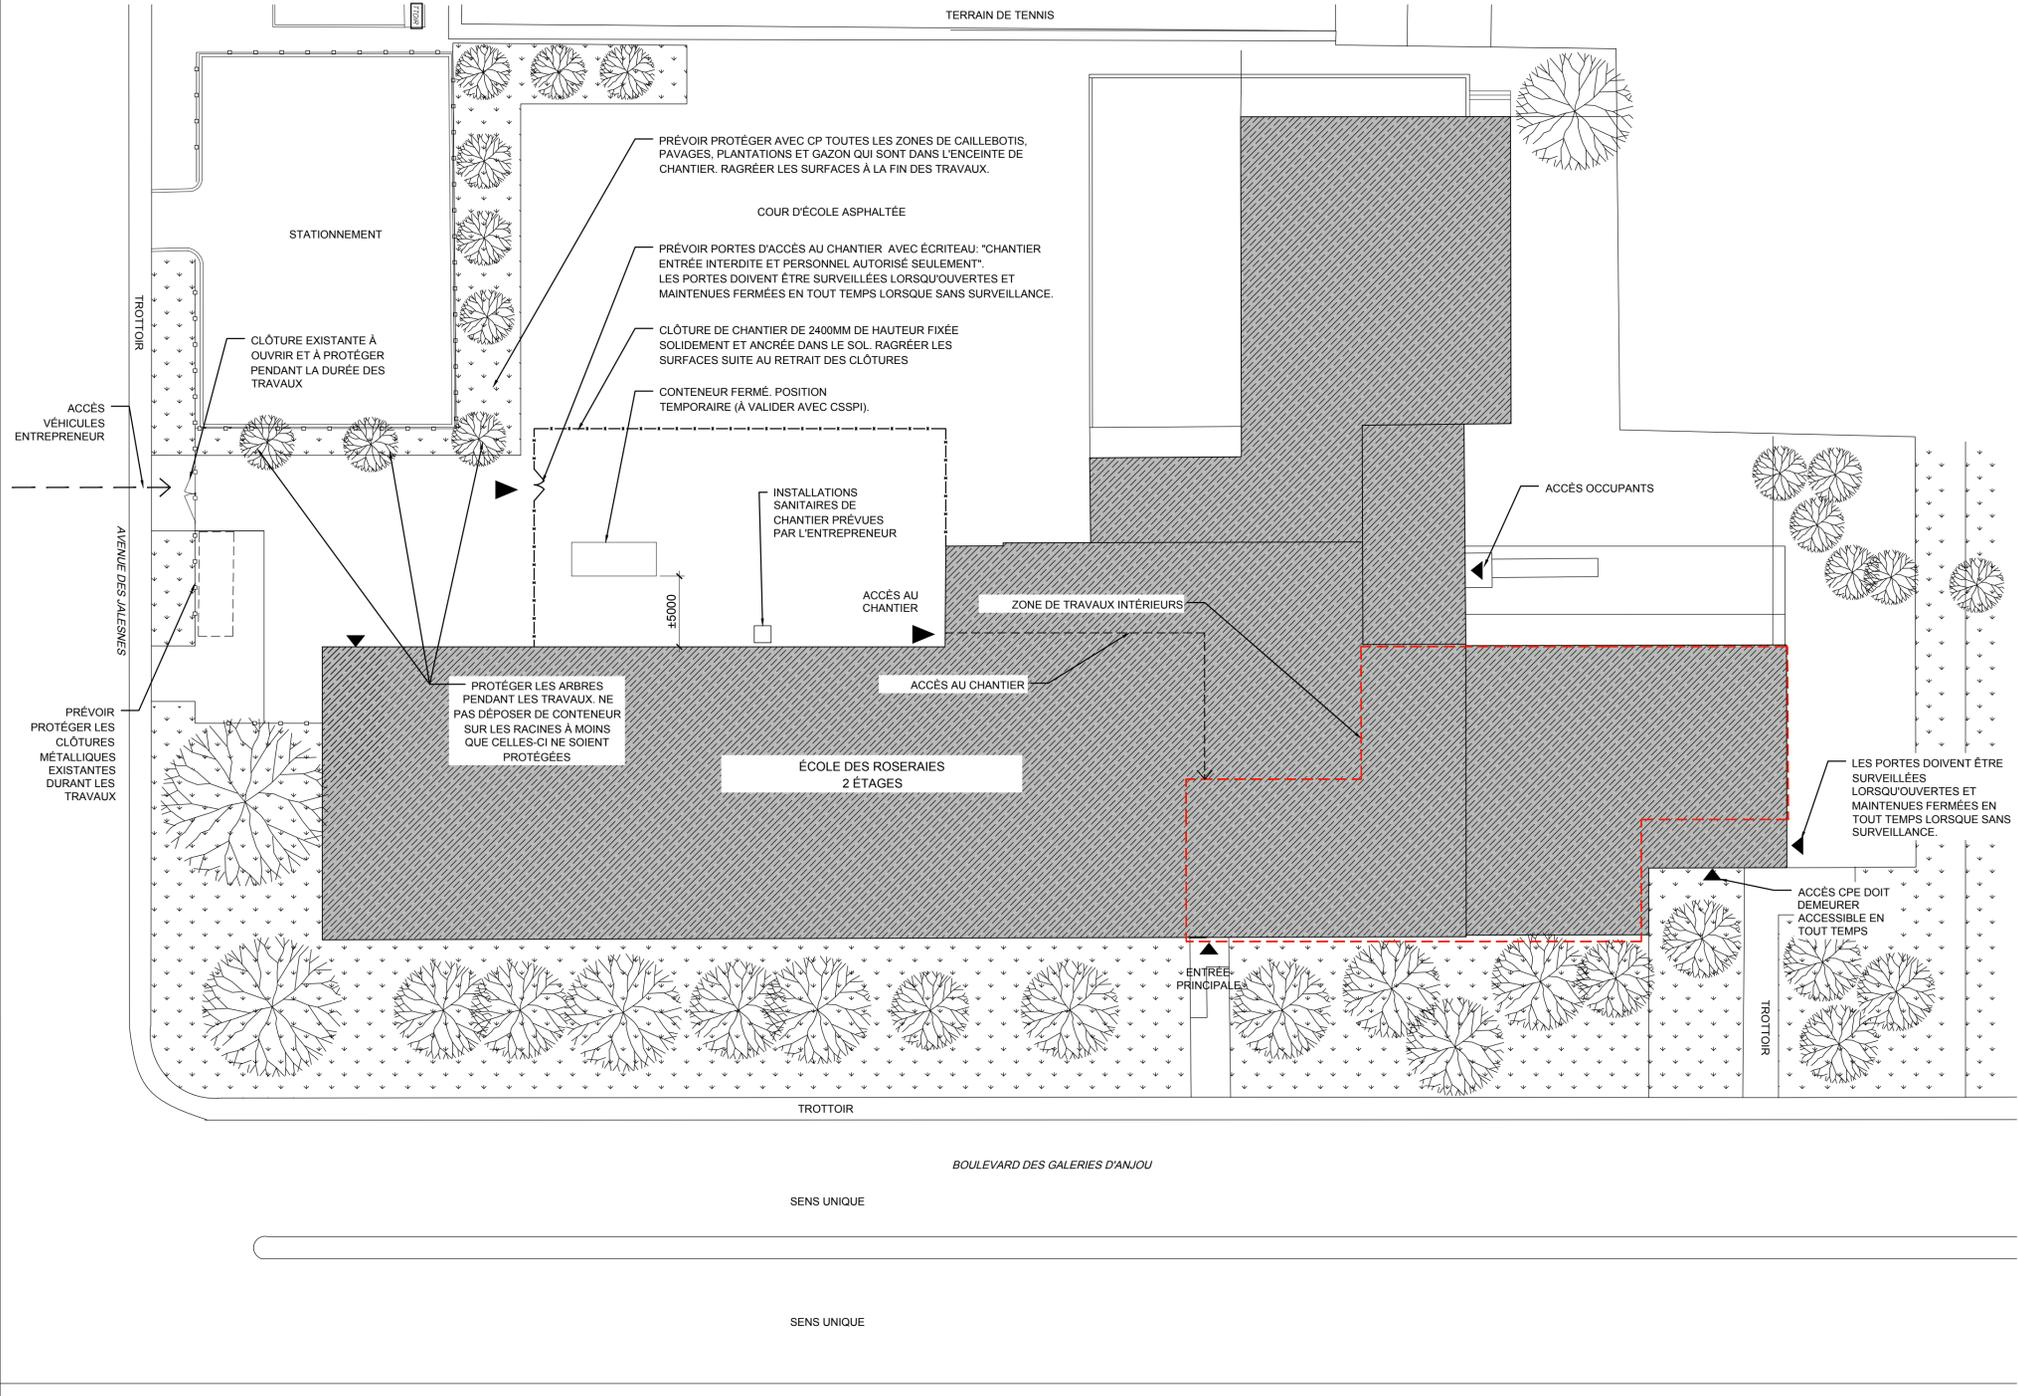 TERRAIN DE TENNIS
PRÉVOIR PROTÉGER AVEC CP TOUTES LES ZONES DE CAILLEBOTIS,
PAVAGES, PLANTATIONS ET GAZON QUI SONT DANS L'ENCEINTE DE
CHANTIER. RAGRÉER LES SURFACES À LA FIN DES TRAVAUX.
COUR D'ÉCOLE ASPHALTÉE
STATIONNEMENT
PRÉVOIR PORTES D'ACCÈS AU CHANTIER AVEC ÉCRITEAU: "CHANTIER
ENTRÉE INTERDITE ET PERSONNEL AUTORISÉ SEULEMENT".
LES PORTES DOIVENT ÊTRE SURVEILLÉES LORSQU'OUVERTES ET
MAINTENUES FERMÉES EN TOUT TEMPS LORSQUE SANS SURVEILLANCE.
TROTTOIR
CLÔTURE EXISTANTE À
OUVRIR ET À PROTÉGER
PENDANT LA DURÉE DES
TRAVAUX
CLÔTURE DE CHANTIER DE 2400MM DE HAUTEUR FIXÉE
SOLIDEMENT ET ANCRÉE DANS LE SOL. RAGRÉER LES
SURFACES SUITE AU RETRAIT DES CLÔTURES
CONTENEUR FERMÉ. POSITION
TEMPORAIRE (À VALIDER AVEC CSSPI).
ACCÈS
VÉHICULES
ENTREPRENEUR
INSTALLATIONS
SANITAIRES DE
CHANTIER PRÉVUES
PAR L'ENTREPRENEUR
ACCÈS OCCUPANTS
AVENUE DES JALESNES
±5000
ACCÈS AU
CHANTIER
ZONE DE TRAVAUX INTÉRIEURS
ACCÈS AU CHANTIER
PROTÉGER LES ARBRES
PENDANT LES TRAVAUX. NE
PAS DÉPOSER DE CONTENEUR
SUR LES RACINES À MOINS
QUE CELLES-CI NE SOIENT
PROTÉGÉES
PRÉVOIR
PROTÉGER LES
CLÔTURES
MÉTALLIQUES
EXISTANTES
DURANT LES
TRAVAUX
ÉCOLE DES ROSERAIES
2 ÉTAGES
LES PORTES DOIVENT ÊTRE
SURVEILLÉES
LORSQU'OUVERTES ET
MAINTENUES FERMÉES EN
TOUT TEMPS LORSQUE SANS
SURVEILLANCE.
ACCÈS CPE DOIT
DEMEURER
ACCESSIBLE EN
TOUT TEMPS
ENTRÉE
PRINCIPALE
TROTTOIR
TROTTOIR
BOULEVARD DES GALERIES D'ANJOU
SENS UNIQUE
SENS UNIQUE